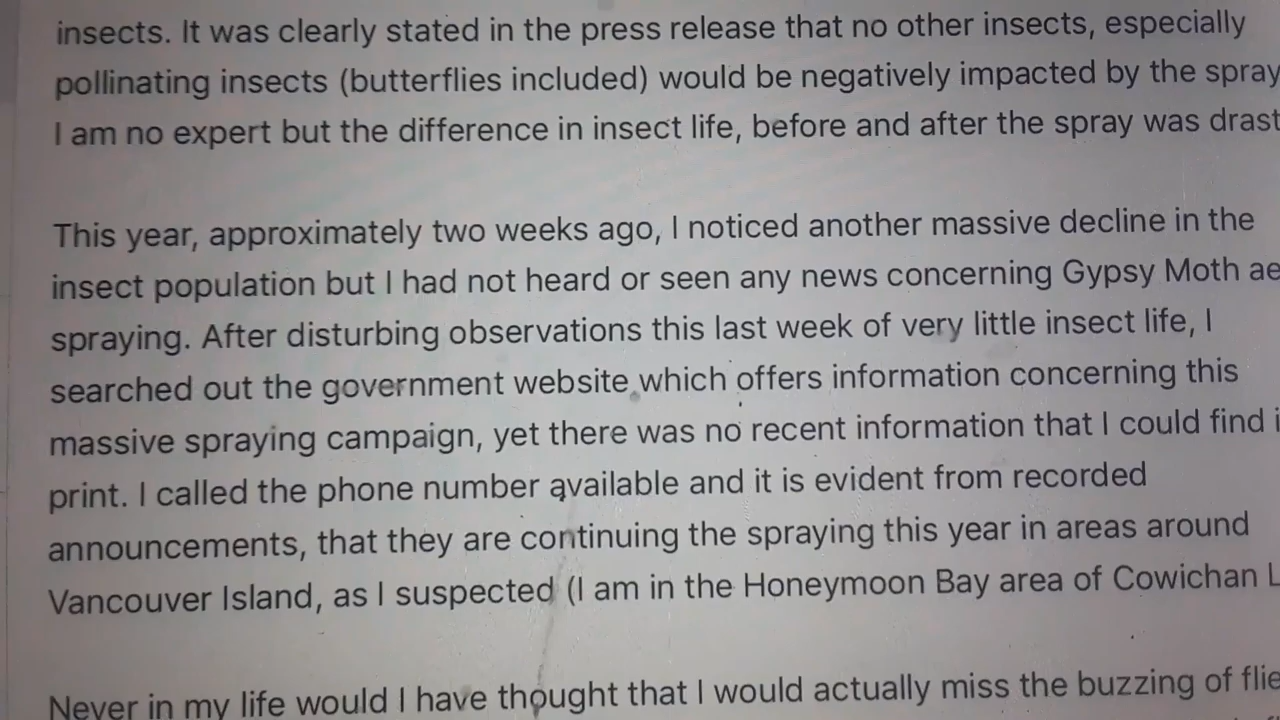 insects. It was clearly stated in the press release that no other insects, especially
pollinating insects (butterflies included) would be negatively impacted by the spray
I am no expert but the difference in insect life, before and after the spray was drast
This year, approximately two weeks ago, I noticed another massive decline in the
insect population but I had not heard or seen any news concerning Gypsy Moth ae
spraying. After disturbing observations this last week of very little insect life, I
searched out the government website which offers information concerning this
massive spraying campaign, yet there was no recent information that I could find i
print. I called the phone number available and it is evident from recorded
announcements, that they are continuing the spraying this year in areas around
Vancouver Island, as I suspected (I am in the Honeymoon Bay area of Cowichan L
Never in my life would I have thought that I would actually miss the buzzing of flie